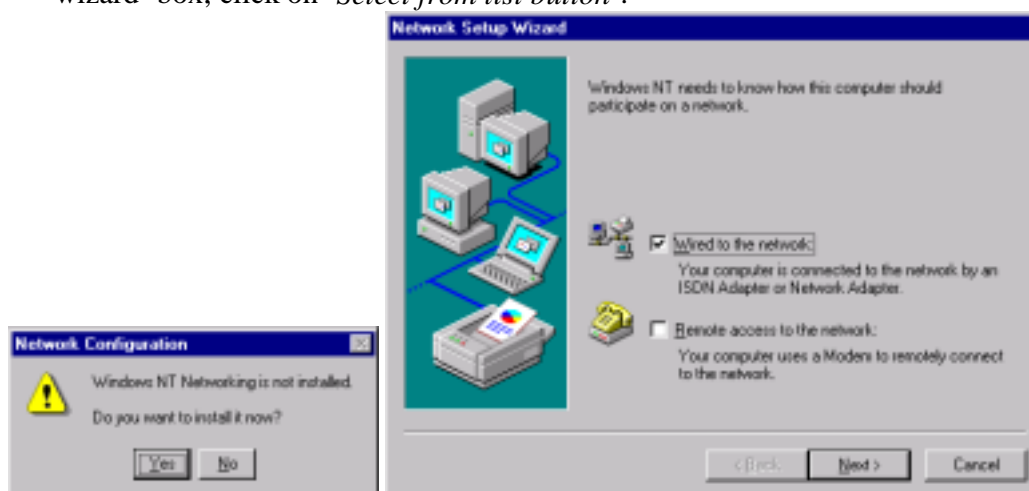 wizard" box, click on "Select from list button".
Network Setup Wizard
Windows NT needs to know how this computer should
participate on a network.
Wired to the network:
Your computer is connected to the network by an
ISDN Adapter or Network Adapter.
Remote access to the network:
Your computer uses a Modem to remotely connect
to the network.
< Back
Next >
Cancel
Network Configuration
Windows NT Networking is not installed.
Do you want to install it now?
Yes
No